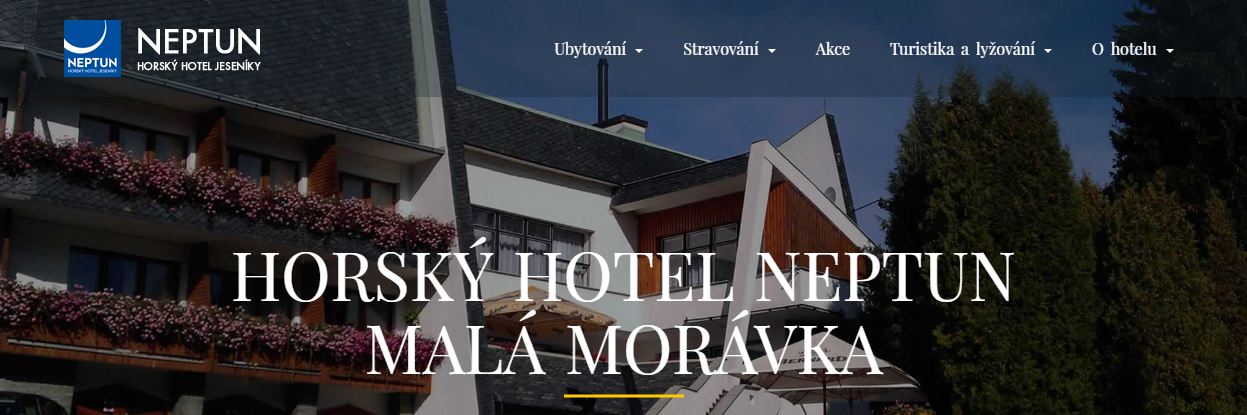 NEPTUN
HORSKÝ HOTEL JESENÍKY
NEPTUN
HORSKÝ HOTEL JESENÍKY
Ubytování
Stravování
Akce
Turistika a lyžování
O hotelu
HORSKÝ HOTEL NEPTUN
MALÁ MORÁVKA
BERNARD